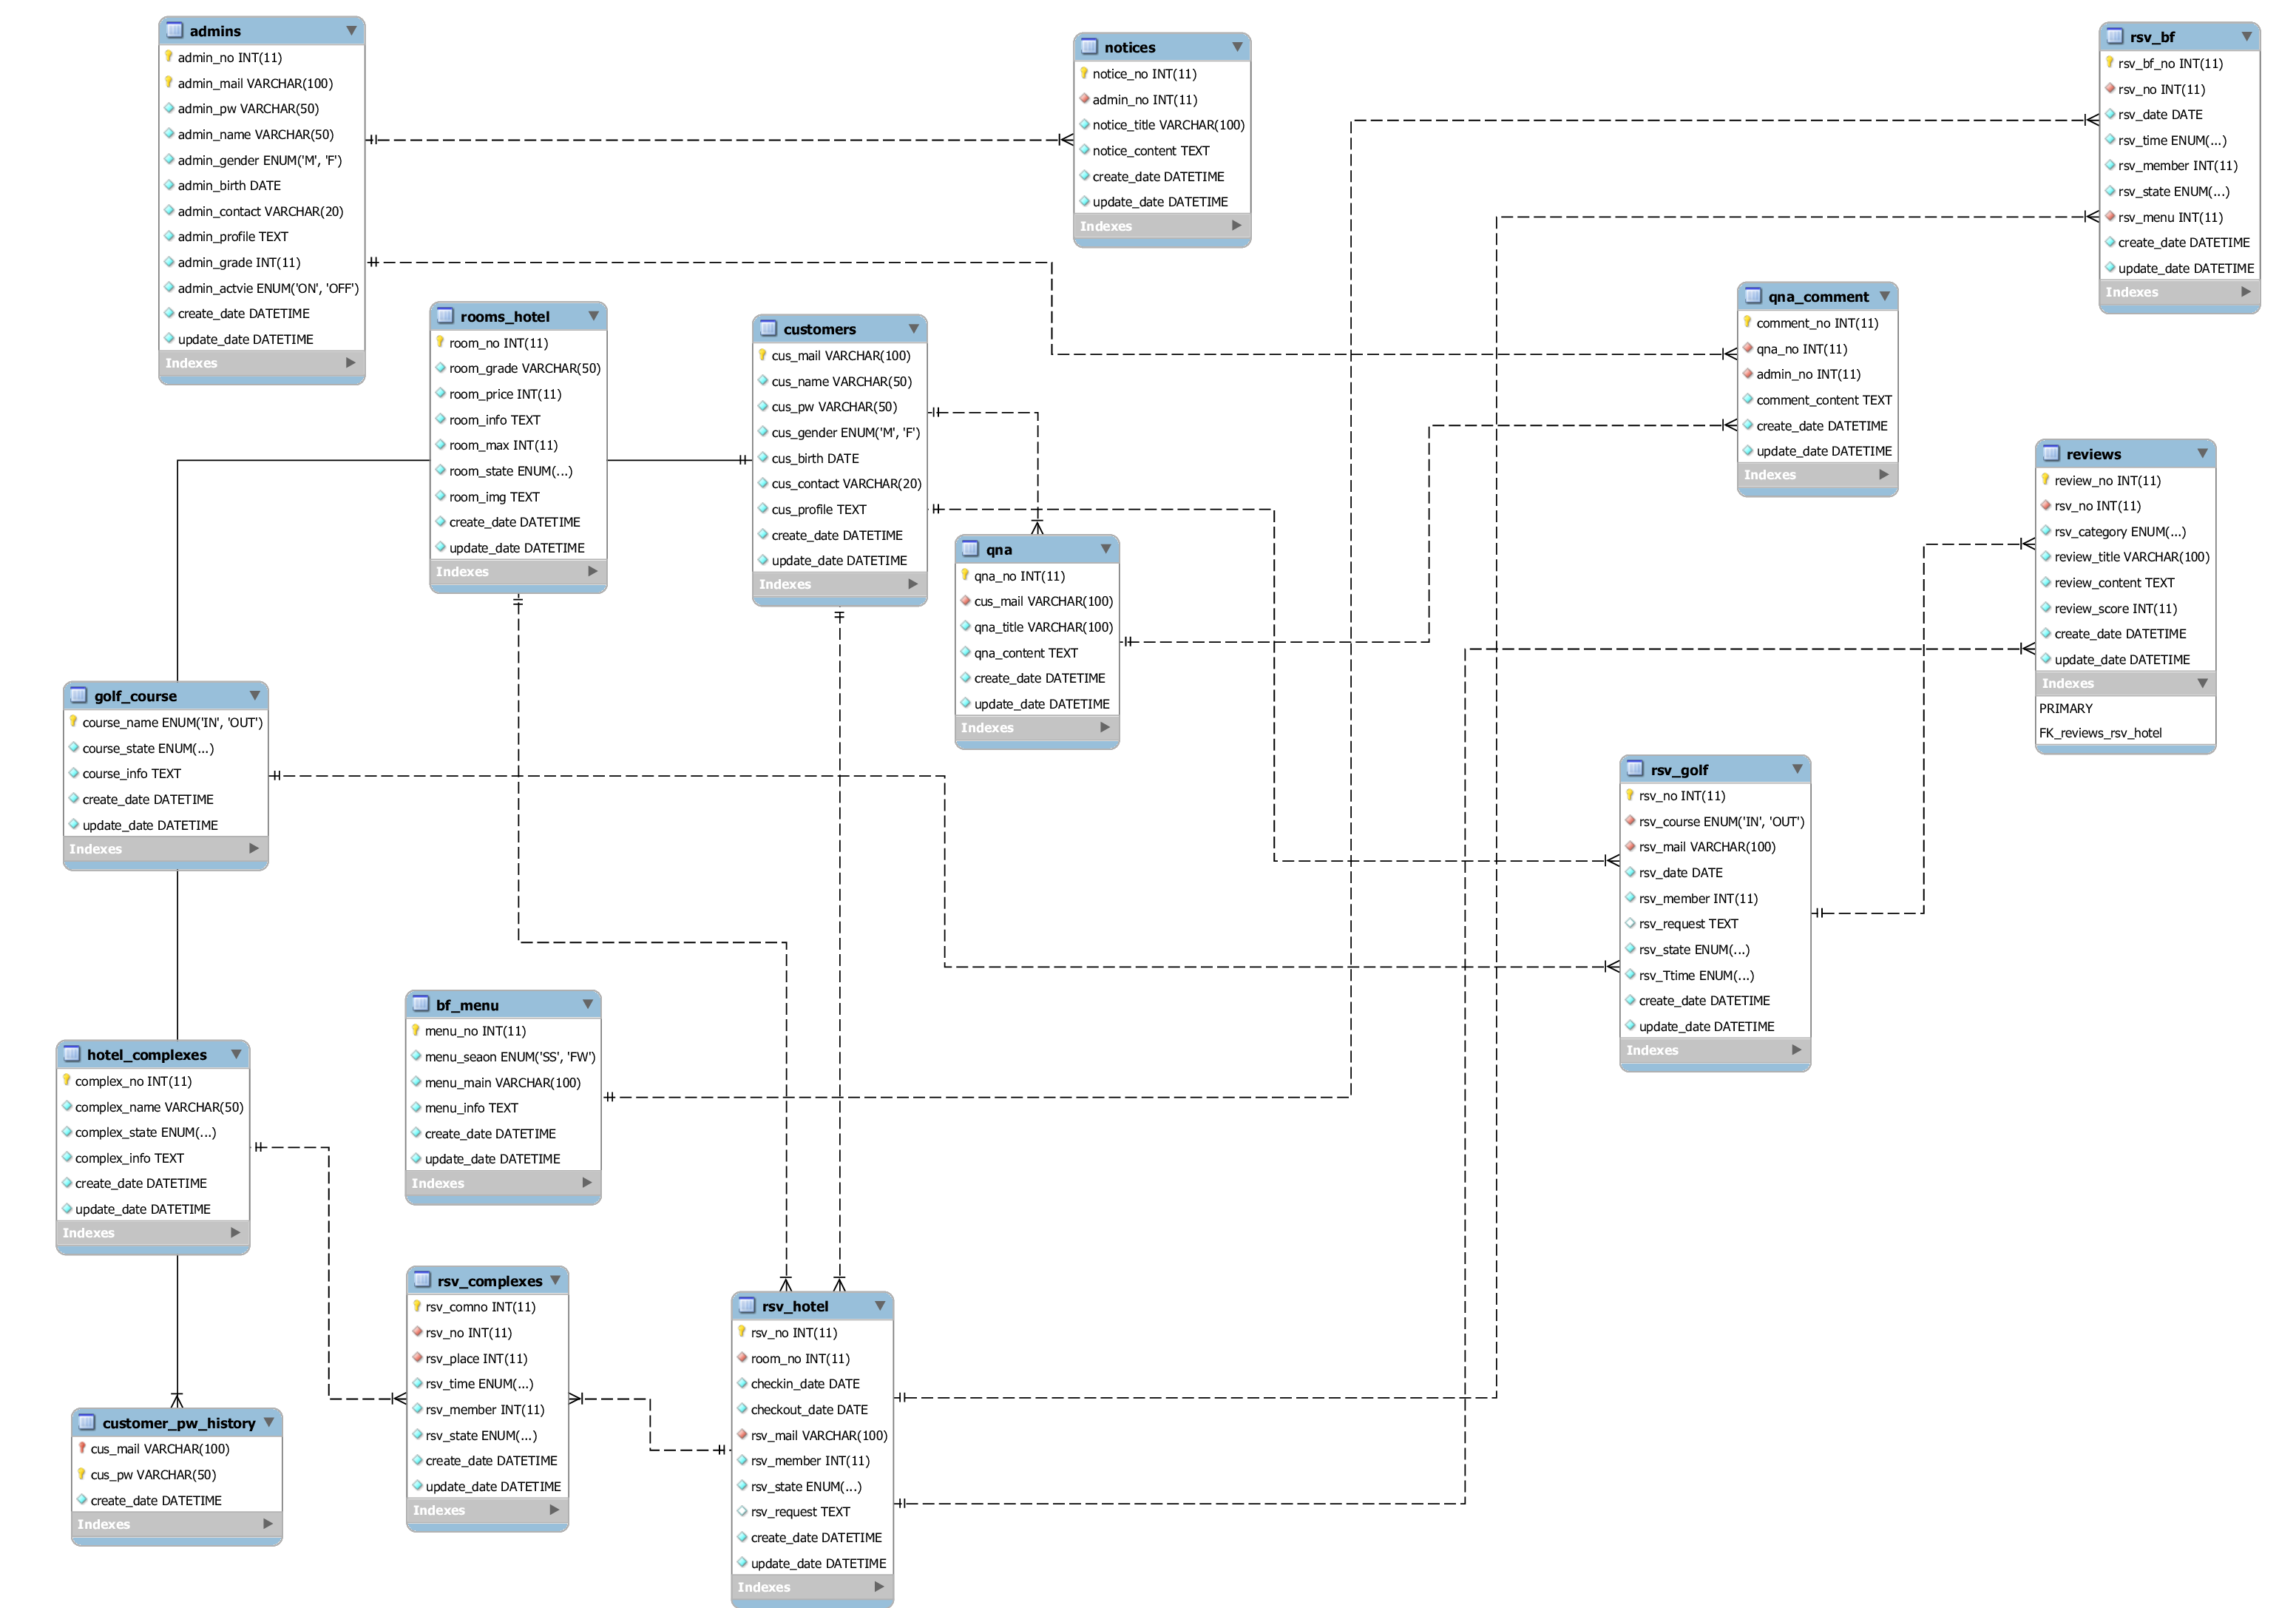 admins
admin_no INT(11)
admin_mail VARCHAR(100)
admin_pw VARCHAR(50)
admin_name VARCHAR(50)
admin_gender ENUM('M', 'F')
admin_birth DATE
admin_contact VARCHAR(20)
admin_profile TEXT
admin_grade INT(11)
admin_actvie ENUM('ON', 'OFF')
create_date DATETIME
update_date DATETIME
Indexes
notices
notice_no INT(11)
admin_no INT(11)
notice_title VARCHAR(100)
notice_content TEXT
create_date DATETIME
update_date DATETIME
Indexes
rsv_bf
rsv_bf_no INT(11)
rsv_no INT(11)
rsv_date DATE
rsv_time ENUM(...)
rsv_member INT(11)
rsv_state ENUM(...)
rsv_menu INT(11)
create_date DATETIME
update_date DATETIME
Indexes
rooms_hotel
room_no INT(11)
room_grade VARCHAR(50)
room_price INT(11)
room_info TEXT
room_max INT(11)
room_state ENUM(...)
room_img TEXT
create_date DATETIME
update_date DATETIME
Indexes
customers
cus_mail VARCHAR(100)
cus_name VARCHAR(50)
cus_pw VARCHAR(50)
cus_gender ENUM('M', 'F')
cus_birth DATE
cus_contact VARCHAR(20)
cus_profile TEXT
create_date DATETIME
update_date DATETIME
Indexes
qna_comment
comment_no INT(11)
qna_no INT(11)
admin_no INT(11)
comment_content TEXT
create_date DATETIME
update_date DATETIME
Indexes
reviews
review_no INT(11)
rsv_no INT(11)
rsv_category ENUM(...)
review_title VARCHAR(100)
review_content TEXT
review_score INT(11)
create_date DATETIME
update_date DATETIME
Indexes
PRIMARY
FK_reviews_rsv_hotel
qna
qna_no INT(11)
cus_mail VARCHAR(100)
qna_title VARCHAR(100)
qna_content TEXT
create_date DATETIME
update_date DATETIME
Indexes
golf_course
course_name ENUM('IN', 'OUT')
course_state ENUM(...)
course_info TEXT
create_date DATETIME
update_date DATETIME
Indexes
rsv_golf
rsv_no INT(11)
rsv_course ENUM('IN', 'OUT')
rsv_mail VARCHAR(100)
rsv_date DATE
rsv_member INT(11)
rsv_request TEXT
rsv_state ENUM(...)
rsv_Ttime ENUM(...)
create_date DATETIME
update_date DATETIME
Indexes
bf_menu
menu_no INT(11)
menu_seaon ENUM('SS', 'FW')
menu_main VARCHAR(100)
menu_info TEXT
create_date DATETIME
update_date DATETIME
Indexes
hotel_complexes
complex_no INT(11)
complex_name VARCHAR(50)
complex_state ENUM(...)
complex_info TEXT
create_date DATETIME
update_date DATETIME
Indexes
rsv_complexes
rsv_comno INT(11)
rsv_no INT(11)
rsv_place INT(11)
rsv_time ENUM(...)
rsv_member INT(11)
rsv_state ENUM(...)
create_date DATETIME
update_date DATETIME
Indexes
rsv_hotel
rsv_no INT(11)
room_no INT(11)
checkin_date DATE
checkout_date DATE
rsv_mail VARCHAR(100)
rsv_member INT(11)
rsv_state ENUM(...)
rsv_request TEXT
create_date DATETIME
update_date DATETIME
Indexes
customer_pw_history
cus_mail VARCHAR(100)
cus_pw VARCHAR(50)
create_date DATETIME
Indexes